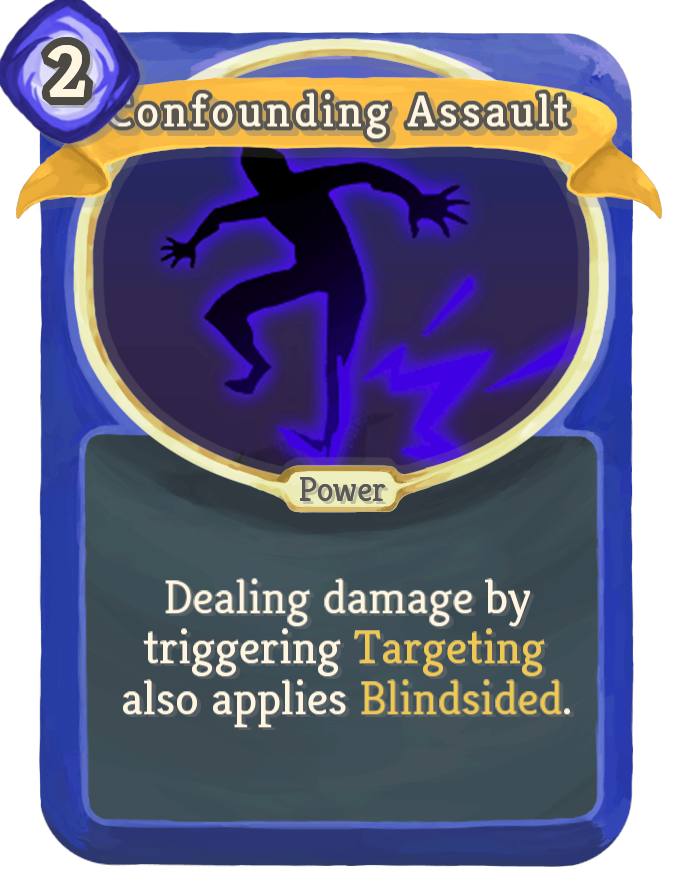 2
Confounding Assault
Power
Dealing damage by
triggering Targeting
also applies Blindsided.